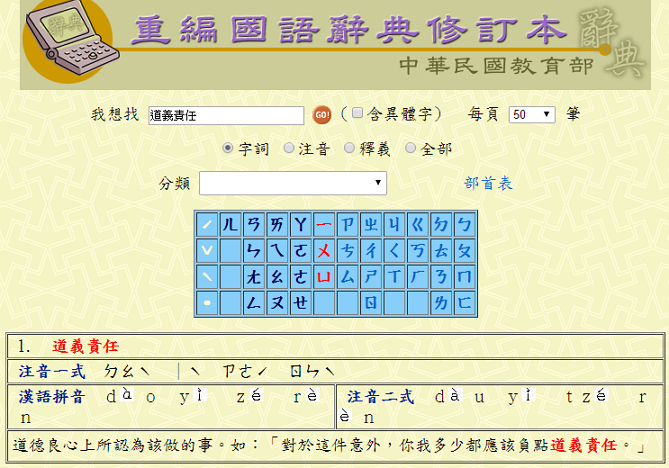 重編國語辭典修訂本
辭典
中華民國教育部
辭典
我想找 道義責任 GO! (含異體字) 每頁 50 筆
字詞 注音 釋義 全部
分類 部首表
ˊ ㄦ ㄢ ㄞ ㄚ ㄧ ㄗ ㄓ ㄐ ㄍ ㄉ ㄅ
ˇ ㄣ ㄟ ㄛ ㄨ ㄘ ㄔ ㄑ ㄎ ㄊ ㄆ
ˋ ㄤ ㄠ ㄜ ㄩ ㄙ ㄕ ㄒ ㄏ ㄋ ㄇ
˙ ㄥ ㄡ ㄝ ㄖ ㄌ ㄈ
1. 道義責任
注音一式 ㄉㄠˋ ㄧˋ ㄗㄜˊ ㄖㄣˋ
漢語拼音 dào yì zé rèn
注音二式 dàu yì tzé rèn
道德良心上所認為該做的事。如:「對於這件意外,你我多少都應該負點道義責任。」